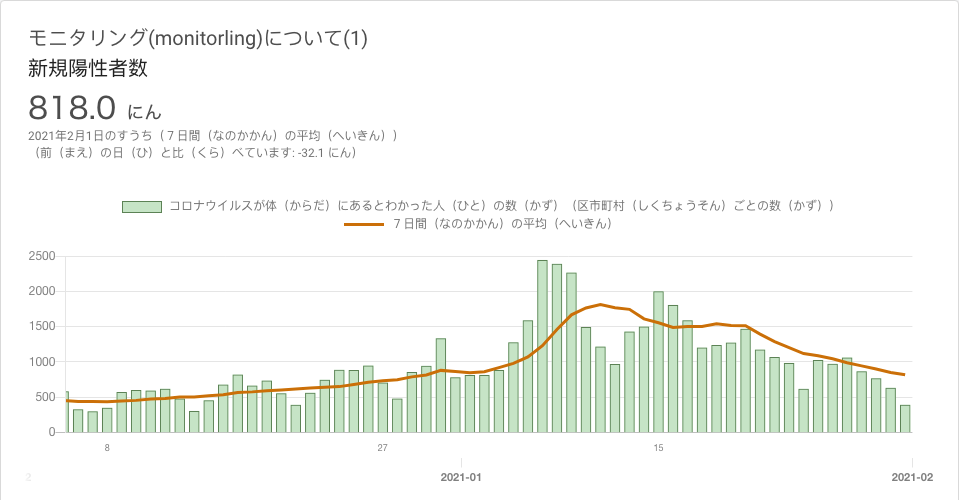 モニタリング(monitorling)について(1)
新規陽性者数
818.0 にん
2021年2月1日のすうち（７日間（なのかかん）の平均（へいきん））
（前（まえ）の日（ひ）と比（くら）べています: -32.1 にん）
コロナウイルスが体（からだ）にあるとわかった人（ひと）の数（かず）（区市町村（しくちょうそん）ごとの数（かず））
７日間（なのかかん）の平均（へいきん）
2500
2000
1500
1000
500
0
8 27 15
2 2021-01 2021-02